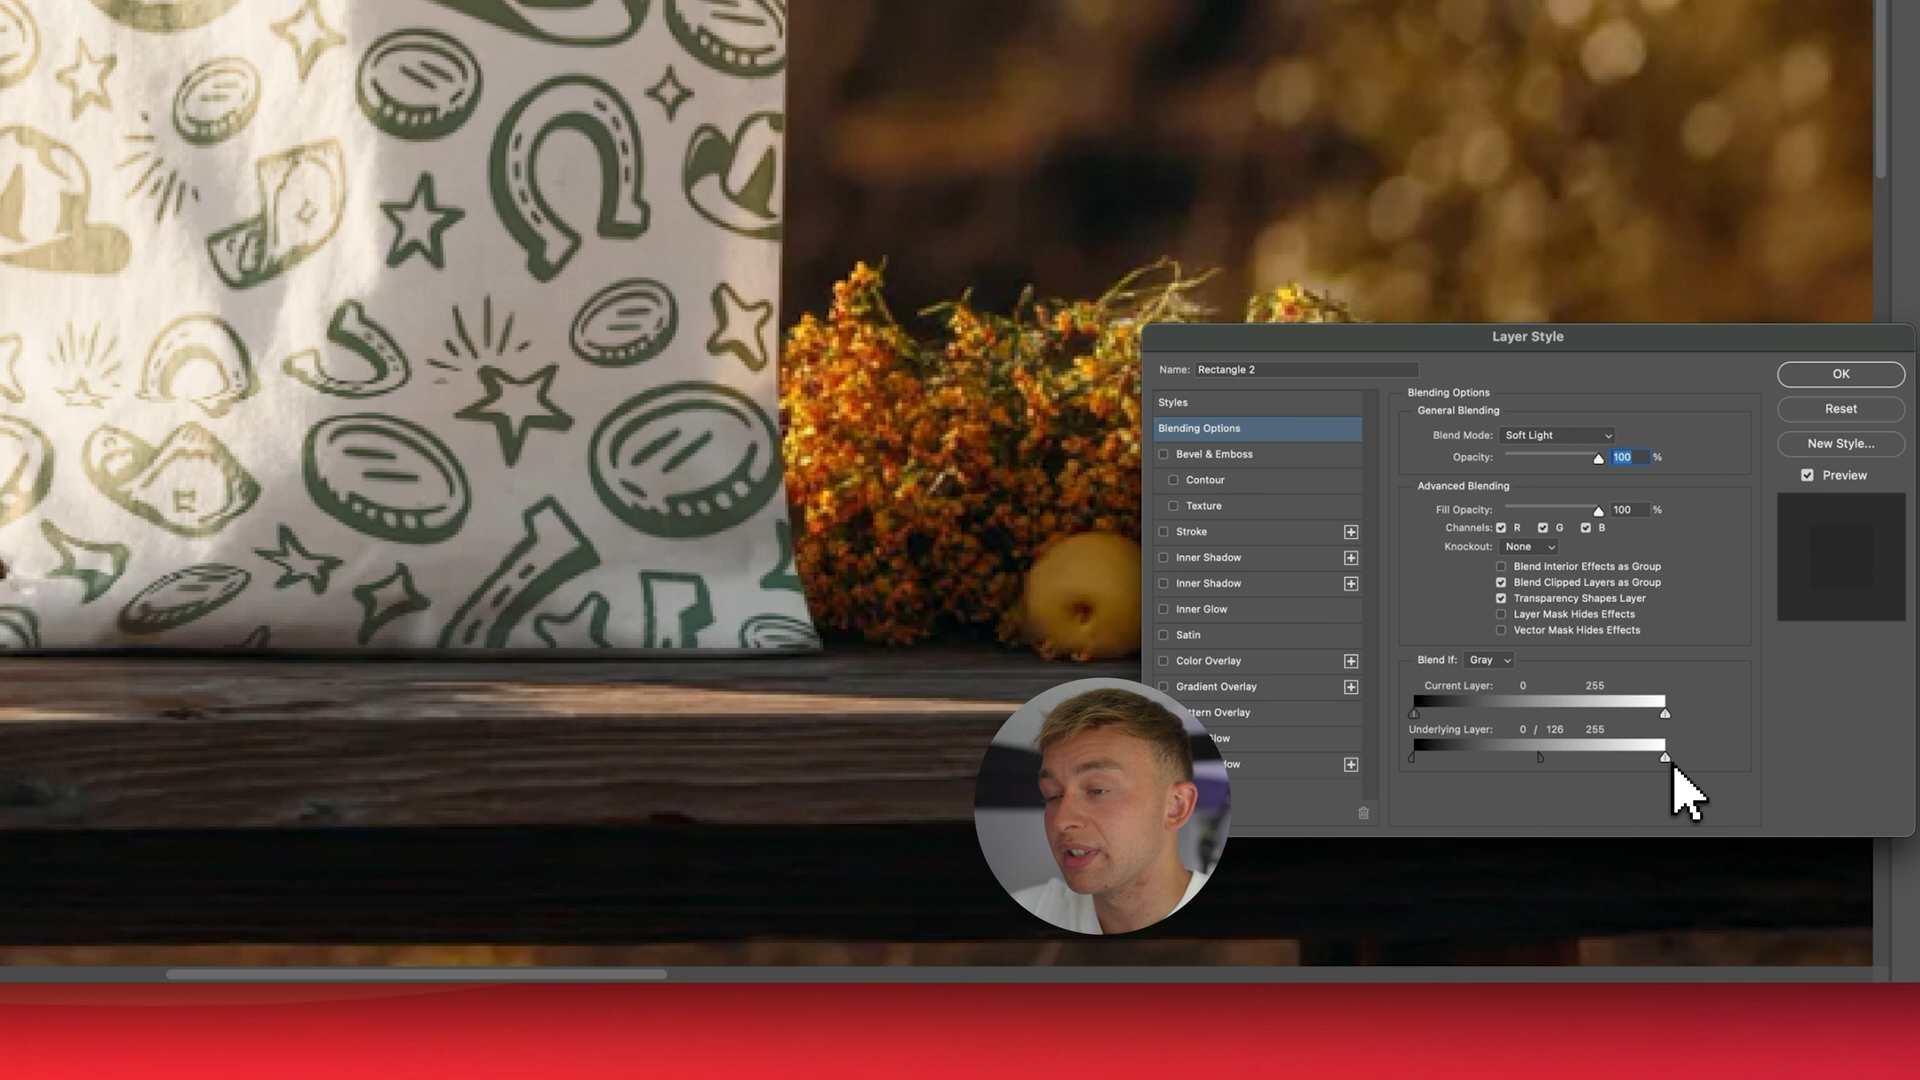 Layer Style
Name: Rectangle 2
Styles
Blending Options
Bevel & Emboss
Contour
Texture
Stroke
Inner Shadow
Inner Shadow
Inner Glow
Satin
Color Overlay
Gradient Overlay
ttern Overlay
low
dow
Blending Options
General Blending
Blend Mode: Soft Light
Opacity: 100 %
Advanced Blending
Fill Opacity: 100 %
Channels: R G B
Knockout: None
Blend Interior Effects as Group
Blend Clipped Layers as Group
Transparency Shapes Layer
Layer Mask Hides Effects
Vector Mask Hides Effects
Blend If: Gray
Current Layer: 0 255
Underlying Layer: 0 / 126 255
OK
Reset
New Style...
Preview